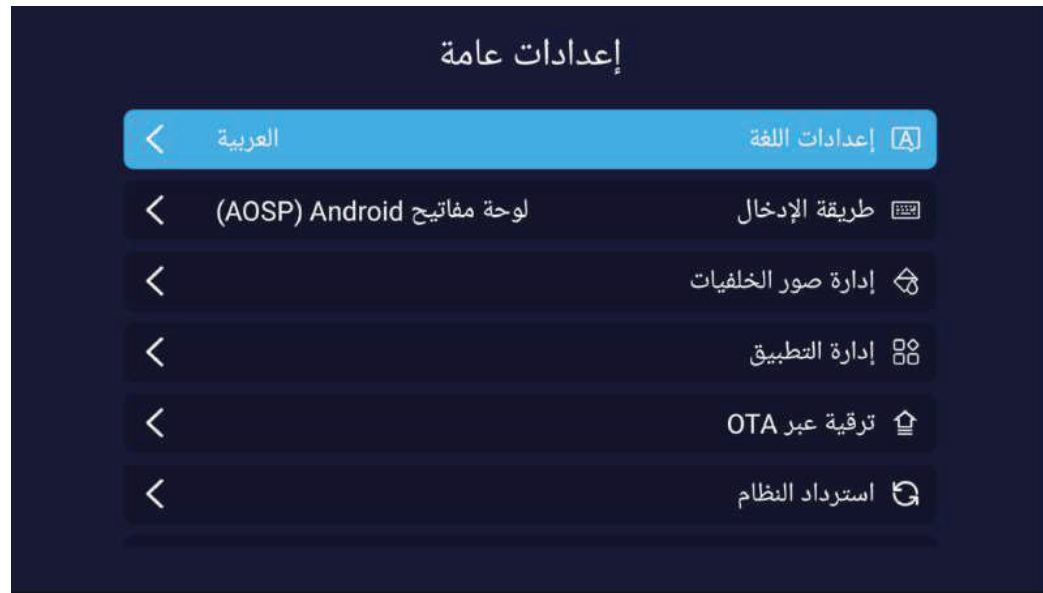 إعدادات عامة
إعدادات اللغة العربية
طريقة الإدخال لوحة مفاتيح Android (AOSP)
إدارة صور الخلفيات
إدارة التطبيق
ترقية عبر OTA
استرداد النظام